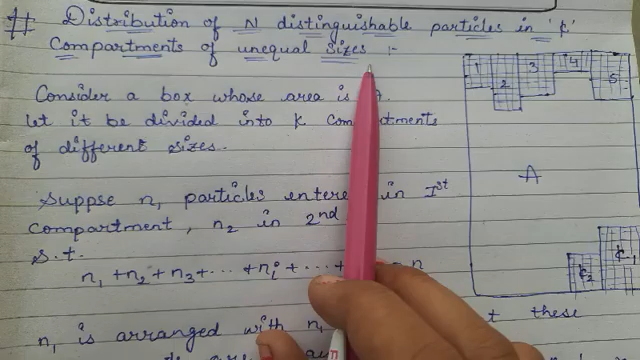 # Distribution of N distinguishable particles in 'k'
Compartments of unequal sizes :-
Consider a box whose area is
let it be divided into K compartments
of different sizes.
Suppse n1 particles enter in Ist
compartment, n2 in 2nd
s.t.
n1 + n2 + n3 + ... + ni + ... + n
n1 is arranged with these
1 2 3 4 5
A